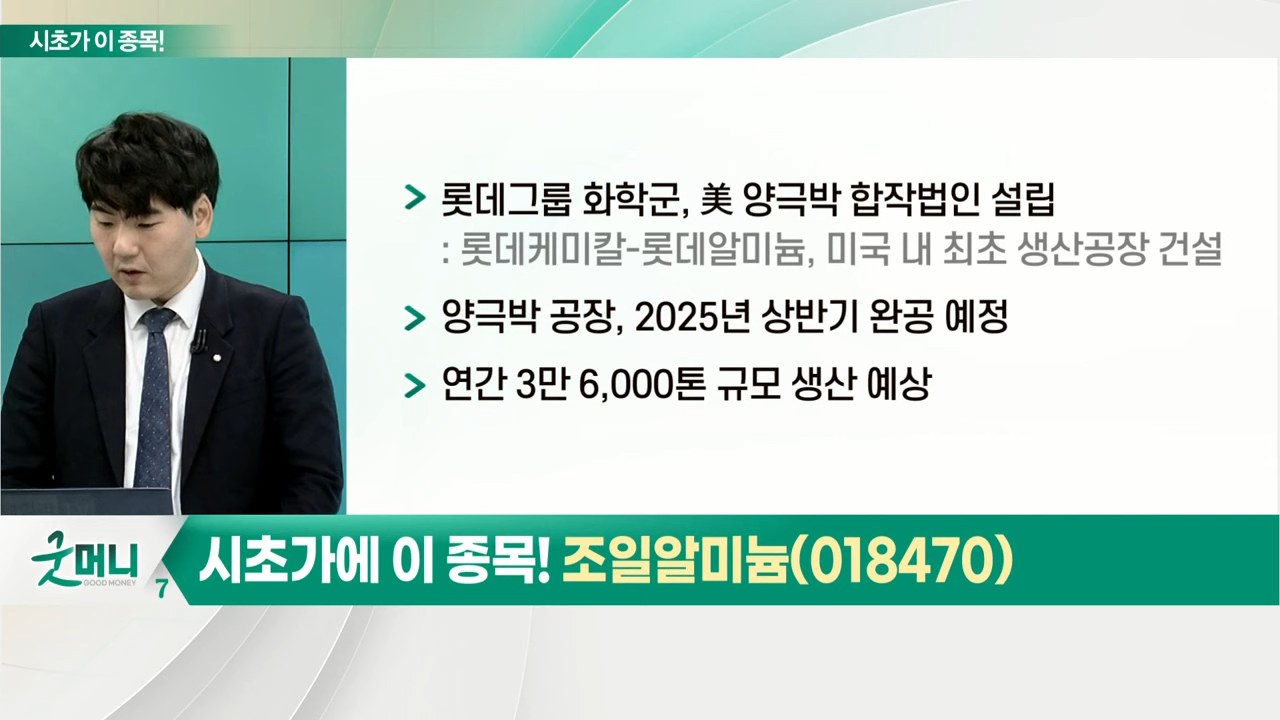 시초가 이 종목!
> 롯데그룹 화학군, 美 양극박 합작법인 설립
: 롯데케미칼-롯데알미늄, 미국 내 최초 생산공장 건설
> 양극박 공장, 2025년 상반기 완공 예정
> 연간 3만 6,000톤 규모 생산 예상
굿머니
GOOD MONEY
7
시초가에 이 종목! 조일알미늄(018470)